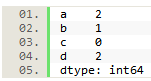 01. a    2
02. b    1
03. c    0
04. d    2
05. dtype: int64